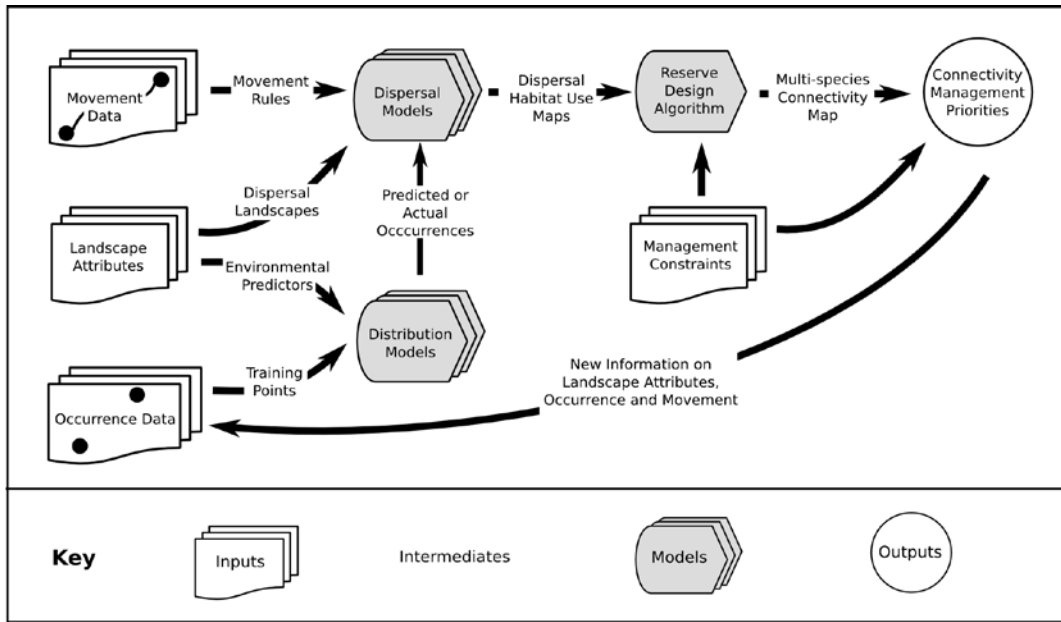 Movement
Data
Movement
Rules
Dispersal
Models
Dispersal
Habitat Use
Maps
Reserve
Design
Algorithm
Multi-species
Connectivity
Map
Connectivity
Management
Priorities
Dispersal
Landscapes
Predicted or
Actual
Occcurrences
Landscape
Attributes
Environmental
Predictors
Management
Constraints
Distribution
Models
Training
Points
Occurrence Data
New Information on
Landscape Attributes,
Occurrence and Movement
Key
Inputs
Intermediates
Models
Outputs